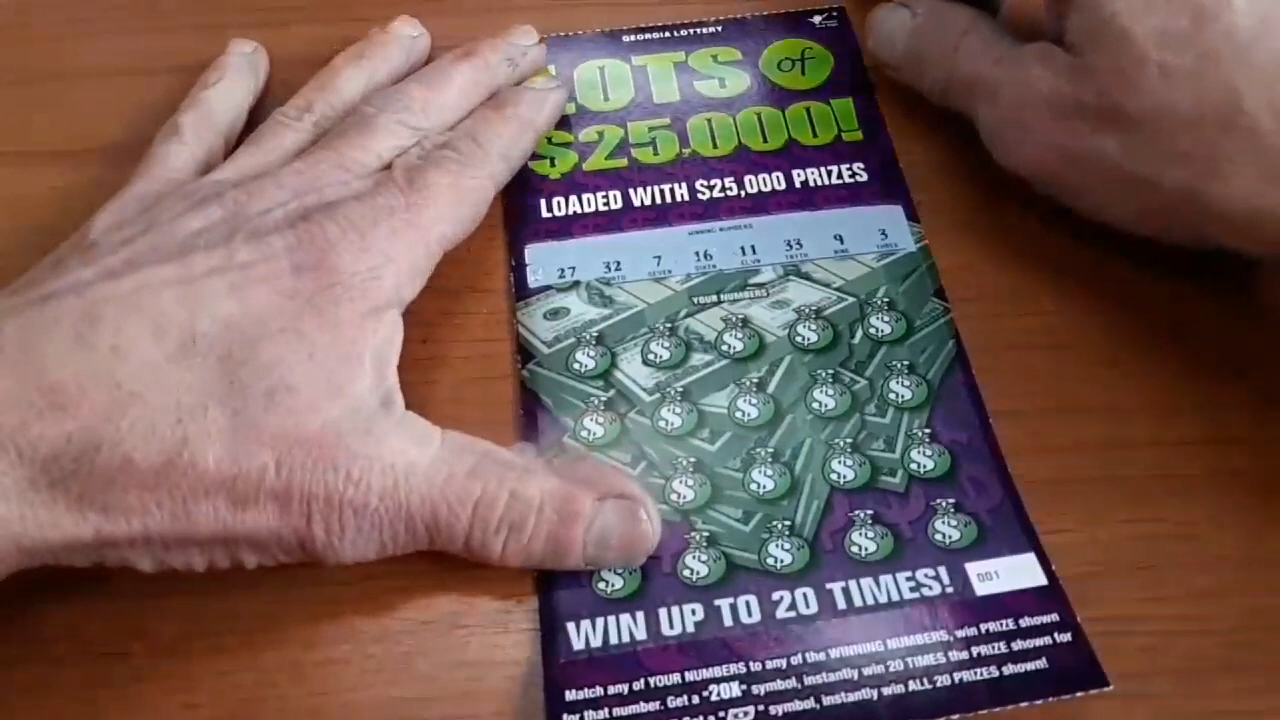 GEORGIA LOTTERY
LOTS of
$25,000!
LOADED WITH $25,000 PRIZES
WINNING NUMBERS
27 32 7 16 11 33 9 3
SEVEN SIXTN ELVN NINE THREE
YOUR NUMBERS
WIN UP TO 20 TIMES!
001
Match any of YOUR NUMBERS to any of the WINNING NUMBERS, win PRIZE shown
for that number. Get a "20X" symbol, instantly win 20 TIMES the PRIZE shown for
Get a " " symbol, instantly win ALL 20 PRIZES shown!